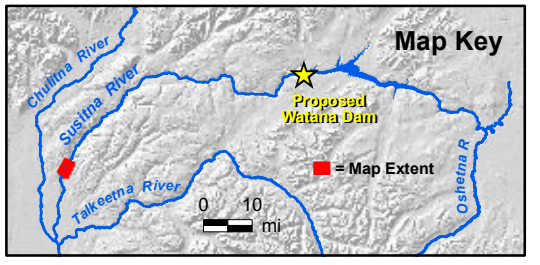 Map Key
Chulitna River
Susitna River
Proposed
Watana Dam
= Map Extent
Talkeetna River
Oshetna R
0 10
mi